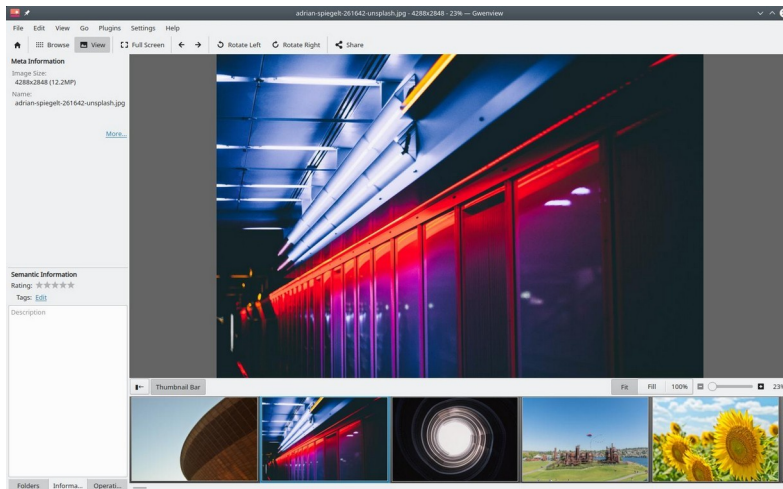 adrian-spiegelt-261642-unsplash.jpg - 4288x2848 - 23% — Gwenview
File Edit View Go Plugins Settings Help
Browse View Full Screen Rotate Left Rotate Right Share
Meta Information
Image Size:
4288x2848 (12.2MP)
Name:
adrian-spiegelt-261642-unsplash.jpg
More...
Semantic Information
Rating:
Tags: Edit
Description
Thumbnail Bar Fit Fill 100% 23%
Folders Informa... Operati...